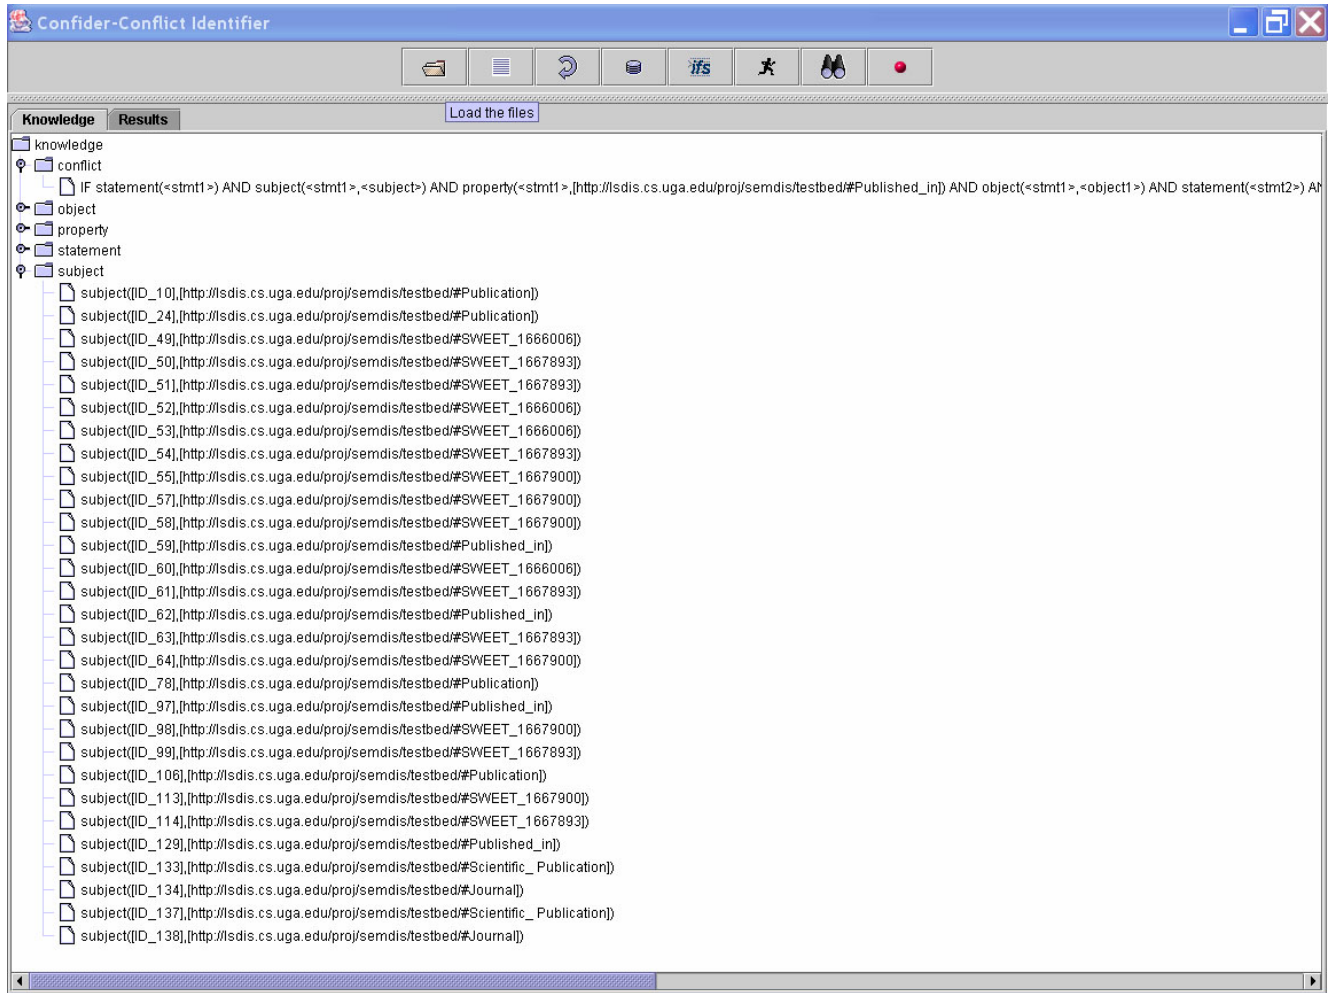 Confider-Conflict Identifier
ifs
Load the files
Knowledge Results
knowledge
conflict
IF statement(<stmt1>) AND subject(<stmt1>,<subject>) AND property(<stmt1>,[http://lsdis.cs.uga.edu/proj/semdis/testbed/#Published_in]) AND object(<stmt1>,<object1>) AND statement(<stmt2>) AN
object
property
statement
subject
subject([ID_10],[http://lsdis.cs.uga.edu/proj/semdis/testbed/#Publication])
subject([ID_24],[http://lsdis.cs.uga.edu/proj/semdis/testbed/#Publication])
subject([ID_49],[http://lsdis.cs.uga.edu/proj/semdis/testbed/#SWEET_1666006])
subject([ID_50],[http://lsdis.cs.uga.edu/proj/semdis/testbed/#SWEET_1667893])
subject([ID_51],[http://lsdis.cs.uga.edu/proj/semdis/testbed/#SWEET_1667893])
subject([ID_52],[http://lsdis.cs.uga.edu/proj/semdis/testbed/#SWEET_1666006])
subject([ID_53],[http://lsdis.cs.uga.edu/proj/semdis/testbed/#SWEET_1666006])
subject([ID_54],[http://lsdis.cs.uga.edu/proj/semdis/testbed/#SWEET_1667893])
subject([ID_55],[http://lsdis.cs.uga.edu/proj/semdis/testbed/#SWEET_1667900])
subject([ID_57],[http://lsdis.cs.uga.edu/proj/semdis/testbed/#SWEET_1667900])
subject([ID_58],[http://lsdis.cs.uga.edu/proj/semdis/testbed/#SWEET_1667900])
subject([ID_59],[http://lsdis.cs.uga.edu/proj/semdis/testbed/#Published_in])
subject([ID_60],[http://lsdis.cs.uga.edu/proj/semdis/testbed/#SWEET_1666006])
subject([ID_61],[http://lsdis.cs.uga.edu/proj/semdis/testbed/#SWEET_1667893])
subject([ID_62],[http://lsdis.cs.uga.edu/proj/semdis/testbed/#Published_in])
subject([ID_63],[http://lsdis.cs.uga.edu/proj/semdis/testbed/#SWEET_1667893])
subject([ID_64],[http://lsdis.cs.uga.edu/proj/semdis/testbed/#SWEET_1667900])
subject([ID_78],[http://lsdis.cs.uga.edu/proj/semdis/testbed/#Publication])
subject([ID_97],[http://lsdis.cs.uga.edu/proj/semdis/testbed/#Published_in])
subject([ID_98],[http://lsdis.cs.uga.edu/proj/semdis/testbed/#SWEET_1667900])
subject([ID_99],[http://lsdis.cs.uga.edu/proj/semdis/testbed/#SWEET_1667893])
subject([ID_106],[http://lsdis.cs.uga.edu/proj/semdis/testbed/#Publication])
subject([ID_113],[http://lsdis.cs.uga.edu/proj/semdis/testbed/#SWEET_1667900])
subject([ID_114],[http://lsdis.cs.uga.edu/proj/semdis/testbed/#SWEET_1667893])
subject([ID_129],[http://lsdis.cs.uga.edu/proj/semdis/testbed/#Published_in])
subject([ID_133],[http://lsdis.cs.uga.edu/proj/semdis/testbed/#Scientific_ Publication])
subject([ID_134],[http://lsdis.cs.uga.edu/proj/semdis/testbed/#Journal])
subject([ID_137],[http://lsdis.cs.uga.edu/proj/semdis/testbed/#Scientific_ Publication])
subject([ID_138],[http://lsdis.cs.uga.edu/proj/semdis/testbed/#Journal])